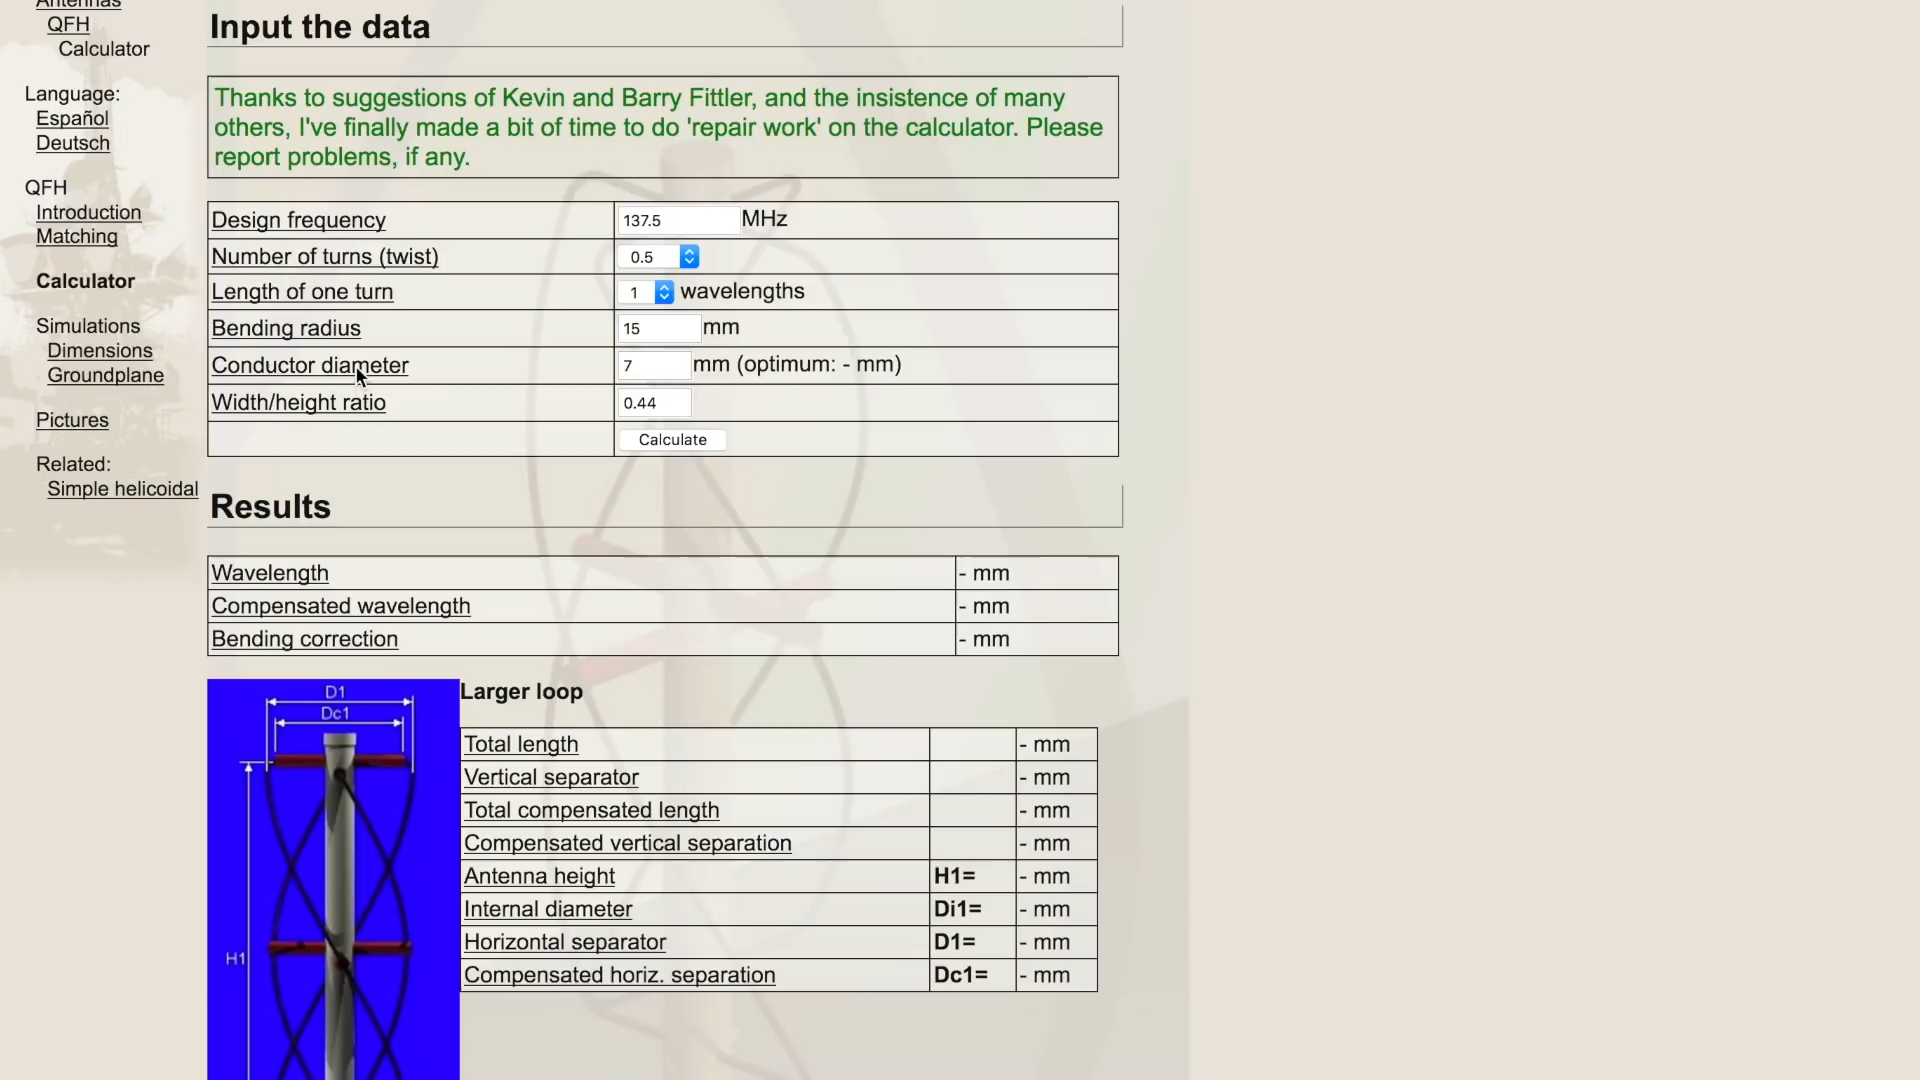 Antennas
QFH
Calculator
Language:
Español
Deutsch
QFH
Introduction
Matching
Calculator
Simulations
Dimensions
Groundplane
Pictures
Related:
Simple helicoidal
Input the data
Thanks to suggestions of Kevin and Barry Fittler, and the insistence of many
others, I've finally made a bit of time to do 'repair work' on the calculator. Please
report problems, if any.
Design frequency 137.5 MHz
Number of turns (twist) 0.5
Length of one turn 1 wavelengths
Bending radius 15 mm
Conductor diameter 7 mm (optimum: - mm)
Width/height ratio 0.44
Calculate
Results
Wavelength - mm
Compensated wavelength - mm
Bending correction - mm
D1
Dc1
H1
Larger loop
Total length - mm
Vertical separator - mm
Total compensated length - mm
Compensated vertical separation - mm
Antenna height H1= - mm
Internal diameter Di1= - mm
Horizontal separator D1= - mm
Compensated horiz. separation Dc1= - mm